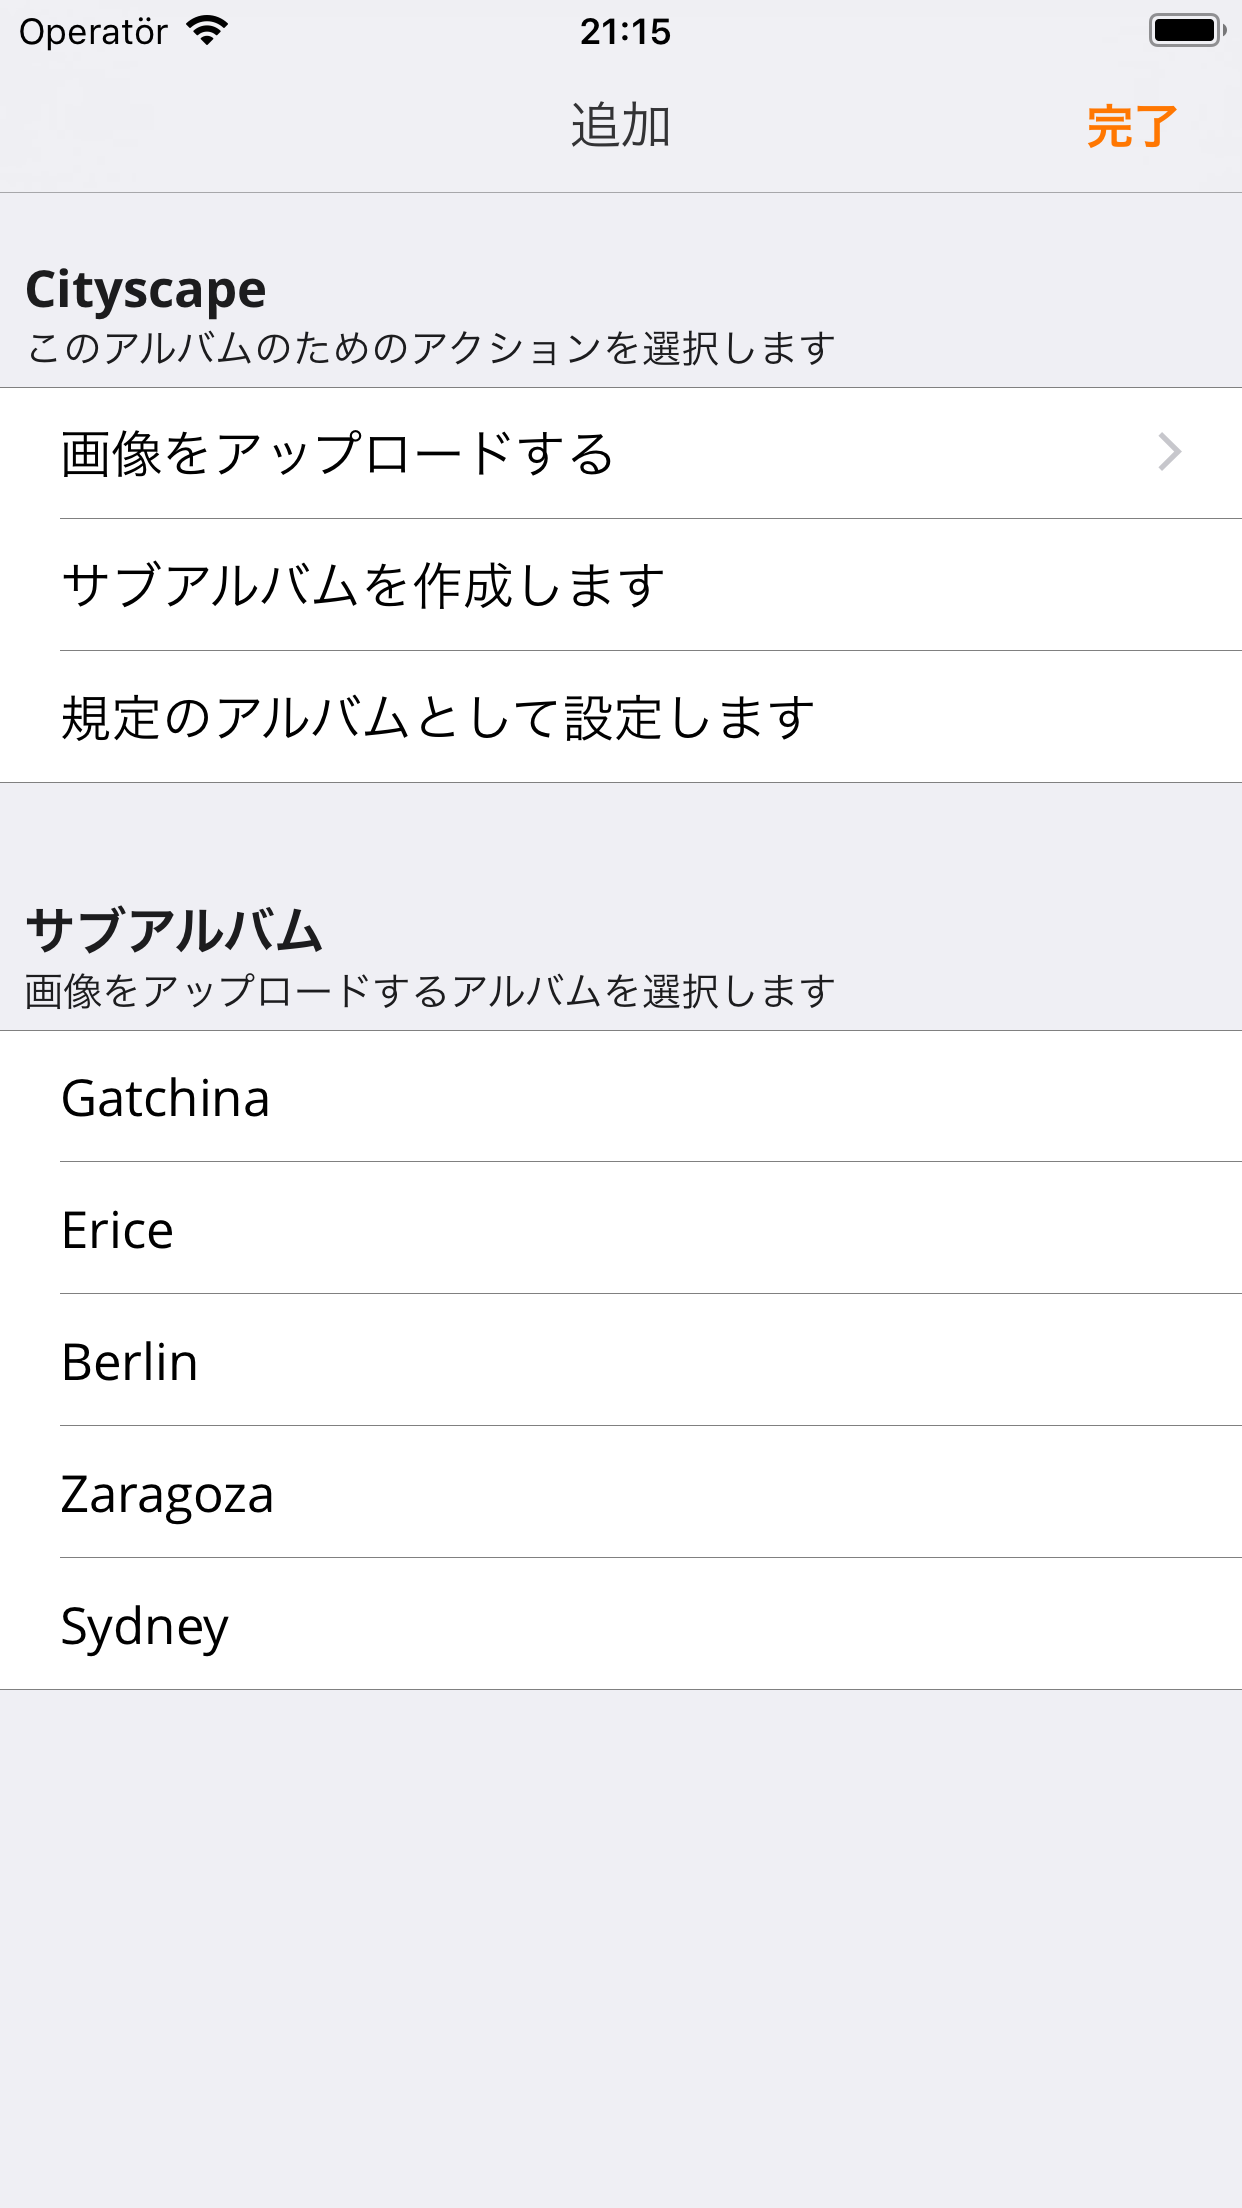 Operatör 21:15
追加 完了
Cityscape
このアルバムのためのアクションを選択します
画像をアップロードする
サブアルバムを作成します
規定のアルバムとして設定します
サブアルバム
画像をアップロードするアルバムを選択します
Gatchina
Erice
Berlin
Zaragoza
Sydney